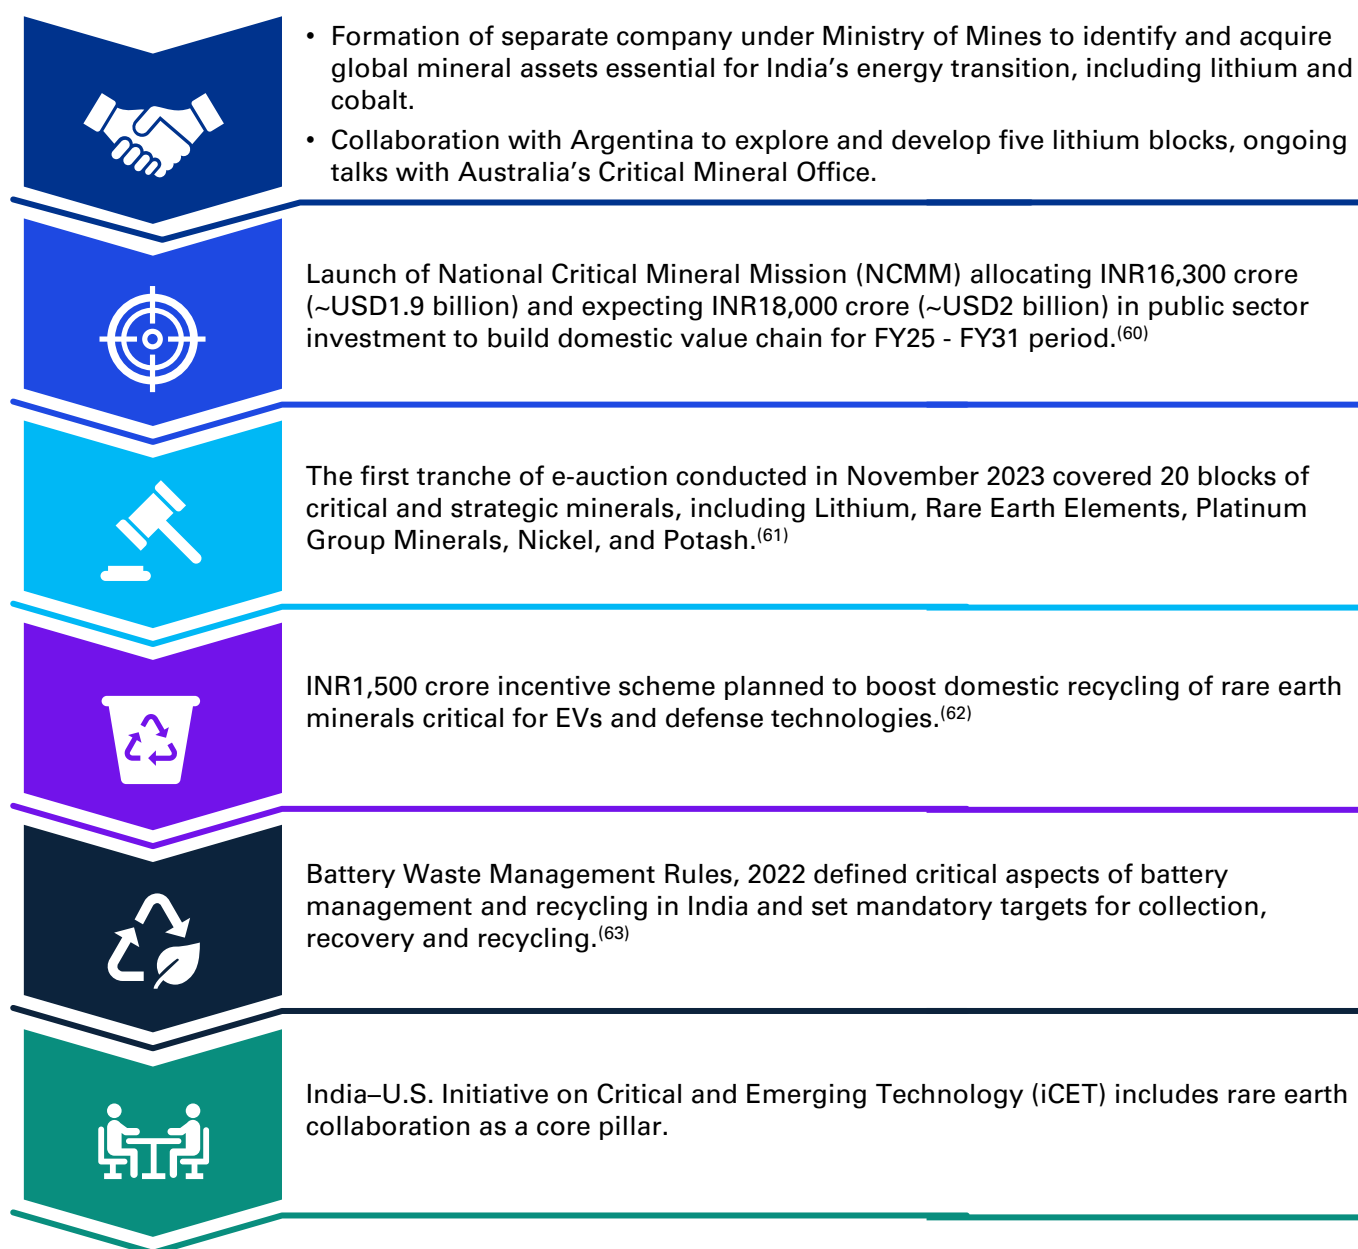 • Formation of separate company under Ministry of Mines to identify and acquire
global mineral assets essential for India’s energy transition, including lithium and
cobalt.
• Collaboration with Argentina to explore and develop five lithium blocks, ongoing
talks with Australia’s Critical Mineral Office.
Launch of National Critical Mineral Mission (NCMM) allocating INR16,300 crore
(~USD1.9 billion) and expecting INR18,000 crore (~USD2 billion) in public sector
investment to build domestic value chain for FY25 - FY31 period.(60)
The first tranche of e-auction conducted in November 2023 covered 20 blocks of
critical and strategic minerals, including Lithium, Rare Earth Elements, Platinum
Group Minerals, Nickel, and Potash.(61)
INR1,500 crore incentive scheme planned to boost domestic recycling of rare earth
minerals critical for EVs and defense technologies.(62)
Battery Waste Management Rules, 2022 defined critical aspects of battery
management and recycling in India and set mandatory targets for collection,
recovery and recycling.(63)
India–U.S. Initiative on Critical and Emerging Technology (iCET) includes rare earth
collaboration as a core pillar.